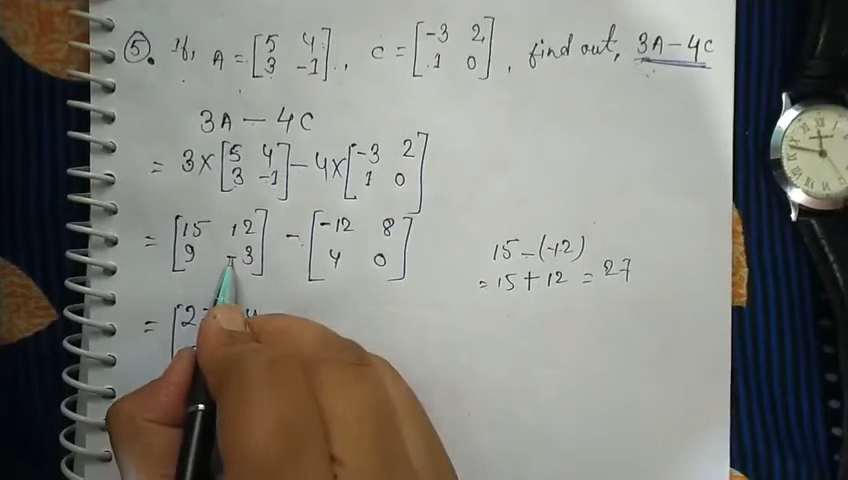 5. If, A = [5 4 3 -1], C = [-3 2 1 0], find out, 3A - 4C
3A - 4C
= 3 × [5 4 3 -1] - 4 × [-3 2 1 0]
= [15 12 9 -3] - [-12 8 4 0]
15 - (-12)
= 15 + 12 = 27
= [27 4